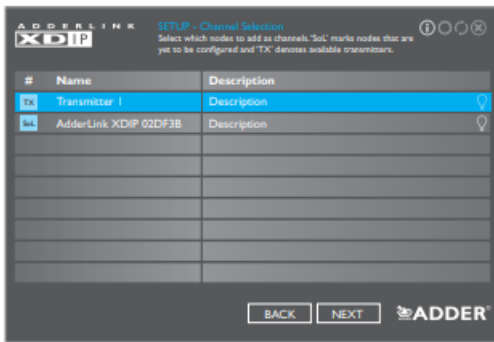 ADDERLINK
XDIP
SETUP - Channel Selection
Select which nodes to add as channels. 'SoL' marks nodes that are
yet to be configured and 'TX' denotes available transmitters.
# Name Description
TX Transmitter 1 Description
SoL AdderLink XDIP 02DF3B Description
BACK NEXT ADDER®